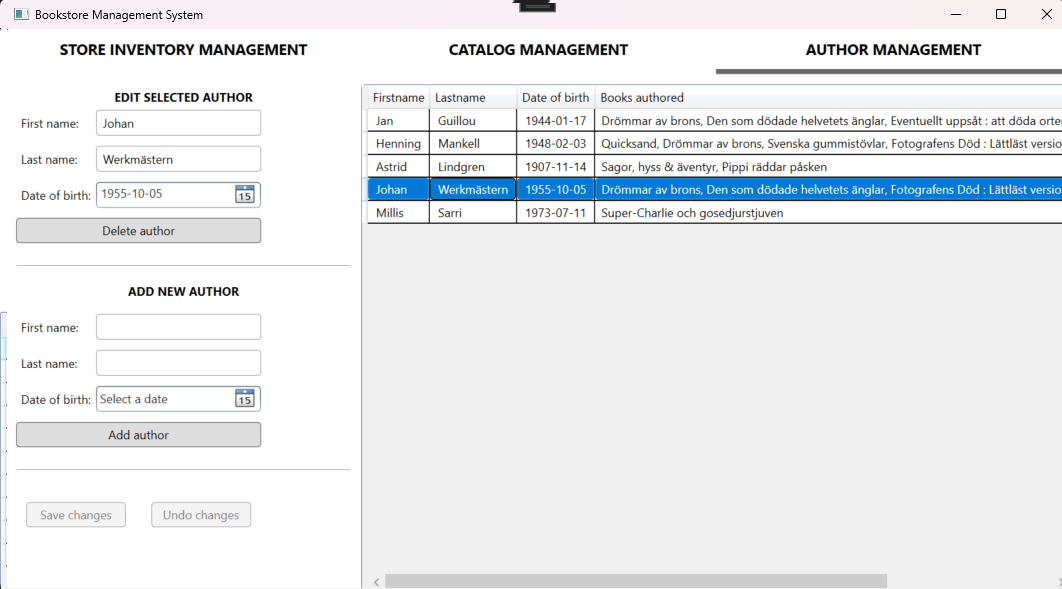 Bookstore Management System
STORE INVENTORY MANAGEMENT
CATALOG MANAGEMENT
AUTHOR MANAGEMENT
EDIT SELECTED AUTHOR
First name: Johan
Last name: Werkmästern
Date of birth: 1955-10-05 15
Delete author
ADD NEW AUTHOR
First name:
Last name:
Date of birth: Select a date 15
Add author
Save changes Undo changes
Firstname Lastname Date of birth Books authored
Jan Guillou 1944-01-17 Drömmar av brons, Den som dödade helvetets änglar, Eventuellt uppsåt : att döda orte
Henning Mankell 1948-02-03 Quicksand, Drömmar av brons, Svenska gummistövlar, Fotografens Död : Lättläst versio
Astrid Lindgren 1907-11-14 Sagor, hyss & äventyr, Pippi räddar påsken
Johan Werkmästern 1955-10-05 Drömmar av brons, Den som dödade helvetets änglar, Fotografens Död : Lättläst versio
Millis Sarri 1973-07-11 Super-Charlie och gosedjurstjuven